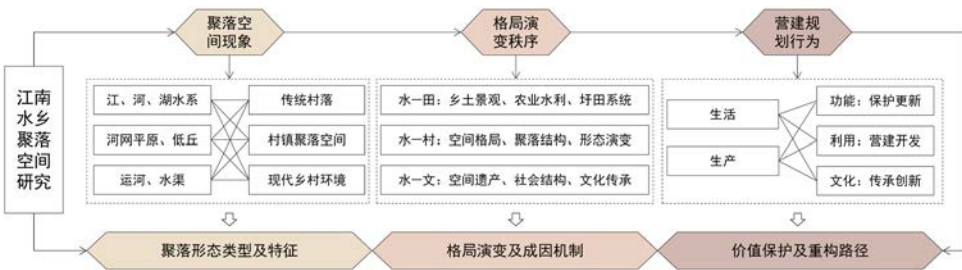 江南
水乡
聚落
空间
研究
聚落空
间现象
格局演
变秩序
营建规
划行为
江、河、湖水系
河网平原、低丘
运河、水渠
传统村落
村镇聚落空间
现代乡村环境
水—田：乡土景观、农业水利、圩田系统
水—村：空间格局、聚落结构、形态演变
水—文：空间遗产、社会结构、文化传承
生活
生产
功能：保护更新
利用：营建开发
文化：传承创新
聚落形态类型及特征
格局演变及成因机制
价值保护及重构路径